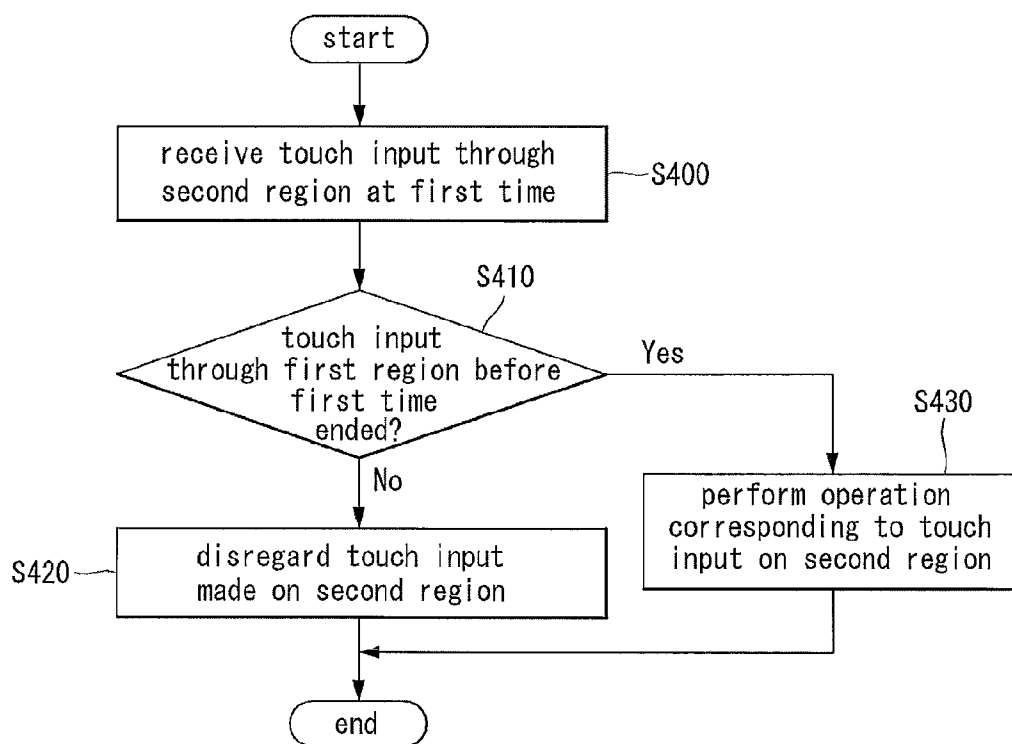 start
receive touch input through
second region at first time
S400
S410
touch input
through first region before
first time
ended?
Yes
No
S430
perform operation
corresponding to touch
input on second region
S420
disregard touch input
made on second region
end